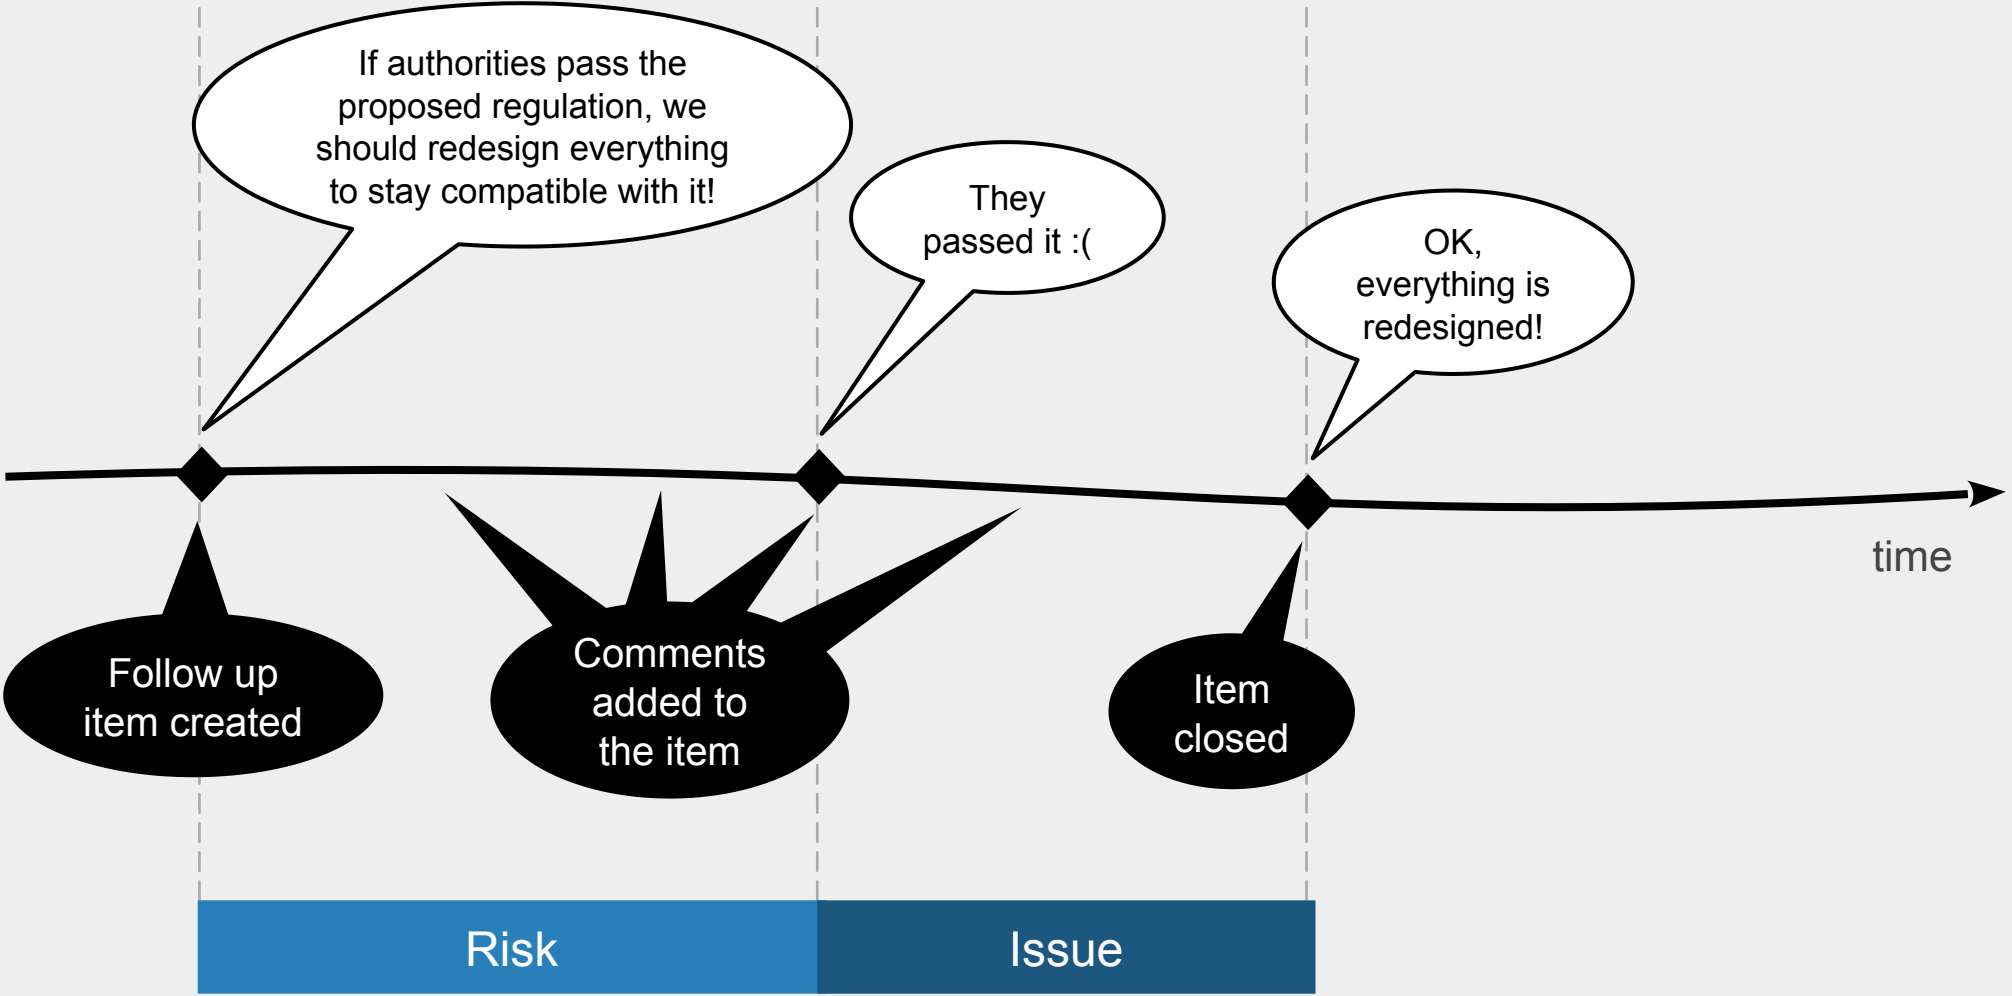 If authorities pass the
proposed regulation, we
should redesign everything
to stay compatible with it!
They
passed it :(
OK,
everything is
redesigned!
time
Follow up
item created
Comments
added to
the item
Item
closed
Risk
Issue